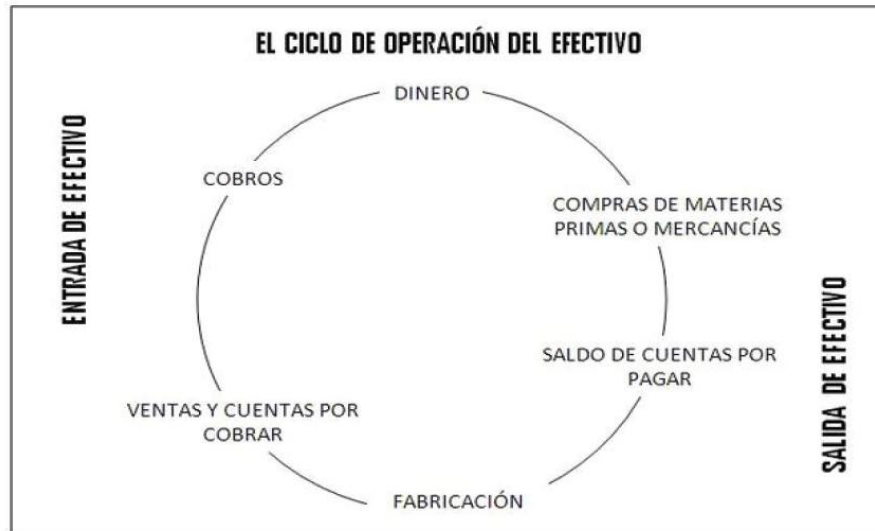 EL CICLO DE OPERACIÓN DEL EFECTIVO
DINERO
ENTRADA DE EFECTIVO
COBROS
COMPRAS DE MATERIAS
PRIMAS O MERCANCÍAS
SALDO DE CUENTAS POR
PAGAR
SALIDA DE EFECTIVO
VENTAS Y CUENTAS POR
COBRAR
FABRICACIÓN